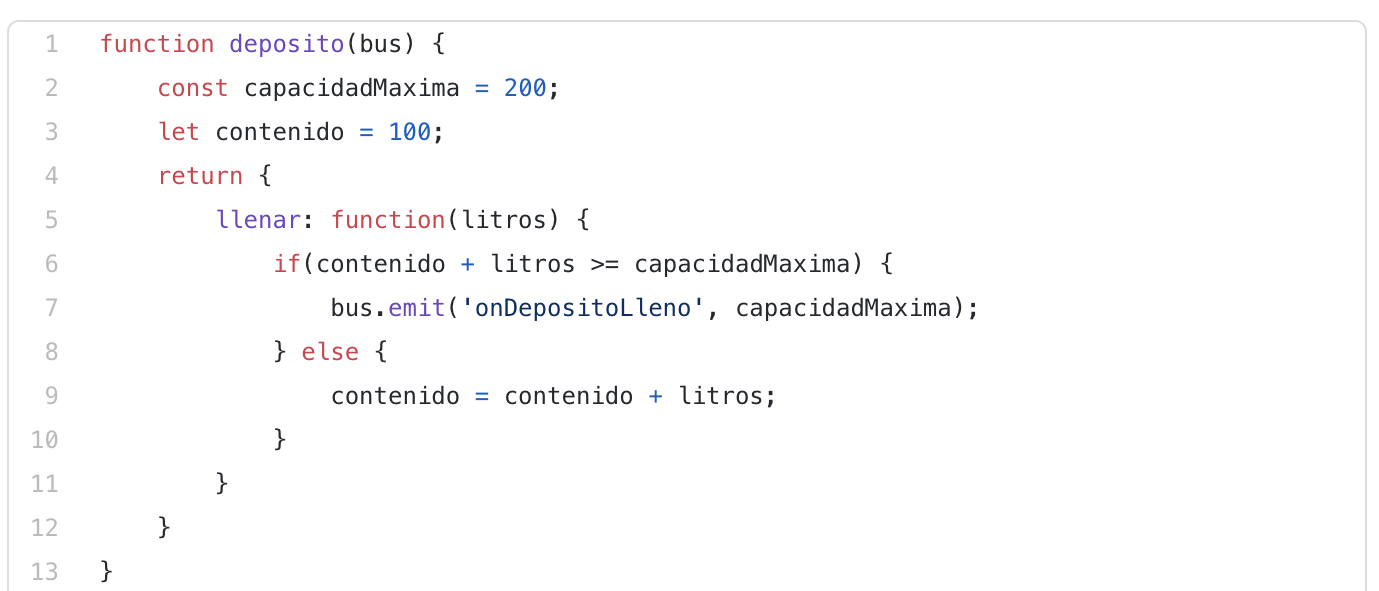 1 function deposito(bus) {
2     const capacidadMaxima = 200;
3     let contenido = 100;
4     return {
5         llenar: function(litros) {
6             if(contenido + litros >= capacidadMaxima) {
7                 bus.emit('onDepositoLleno', capacidadMaxima);
8             } else {
9                 contenido = contenido + litros;
10             }
11         }
12     }
13 }